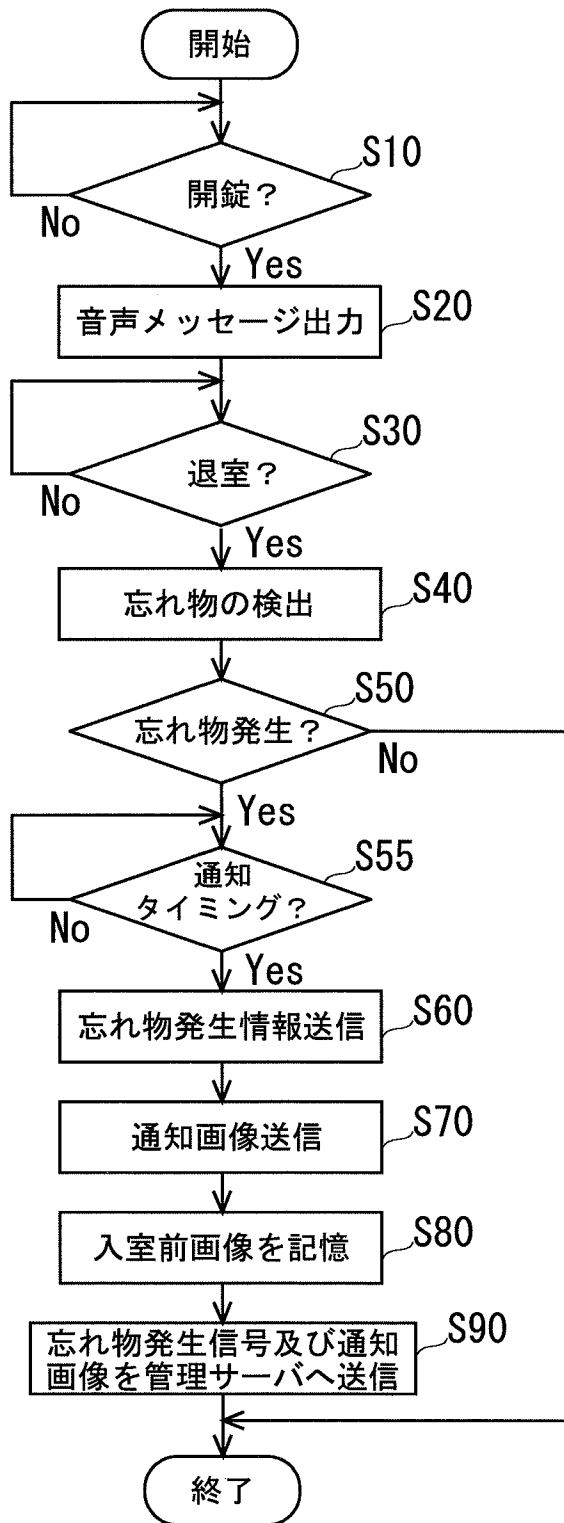 開始
S10
開錠?
No
Yes
音声メッセージ出力
S20
S30
退室?
No
Yes
忘れ物の検出
S40
S50
忘れ物発生?
No
Yes
S55
通知
タイミング?
No
Yes
忘れ物発生情報送信
S60
通知画像送信
S70
入室前画像を記憶
S80
忘れ物発生信号及び通知
画像を管理サーバへ送信
S90
終了